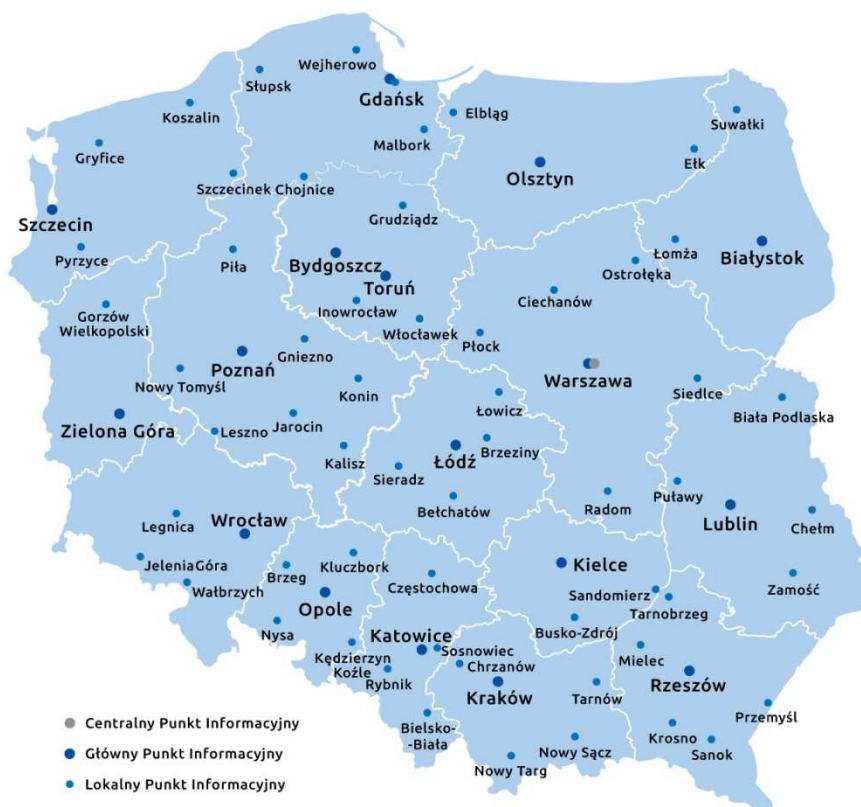 Wejherowo
Słupsk
Gdańsk
Koszalin
Elbląg
Suwałki
Malbork
Gryfice
Ełk
Szczecinek
Chojnice
Olsztyn
Grudziądz
Szczecin
Pyrzyce
Piła
Bydgoszcz
Toruń
Łomża
Białystok
Ostrołęka
Ciechanów
Gorzów
Wielkopolski
Inowrocław
Włocławek
Płock
Gniezno
Poznań
Nowy Tomyśl
Konin
Warszawa
Siedlce
Łowicz
Biała Podlaska
Zielona Góra
Leszno
Jarocin
Kalisz
Łódź
Brzeziny
Sieradz
Bełchatów
Radom
Puławy
Lublin
Chełm
Legnica
Wrocław
JeleniaGóra
Wałbrzych
Brzeg
Kluczbork
Częstochowa
Kielce
Zamość
Opole
Sandomierz
Tarnobrzeg
Nysa
Busko-Zdrój
Katowice
Sosnowiec
Kędzierzyn
Koźle
Chrzanów
Mielec
Rybnik
Kraków
Tarnów
Rzeszów
Przemyśl
Bielsko-
-Biała
Nowy Sącz
Krosno
Sanok
Nowy Targ
Centralny Punkt Informacyjny
Główny Punkt Informacyjny
Lokalny Punkt Informacyjny